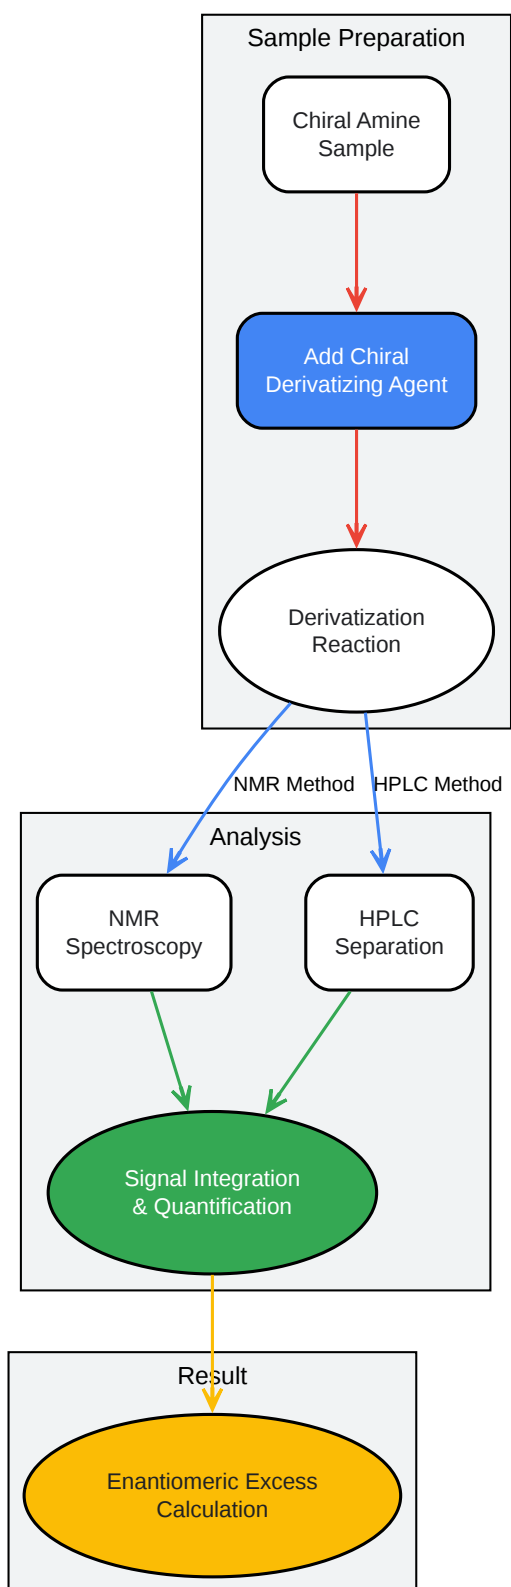 Sample Preparation
Chiral Amine
Sample
Add Chiral
Derivatizing Agent
Derivatization
Reaction
NMR Method
HPLC Method
Analysis
NMR
Spectroscopy
HPLC
Separation
Signal Integration
& Quantification
Result
Enantiomeric Excess
Calculation